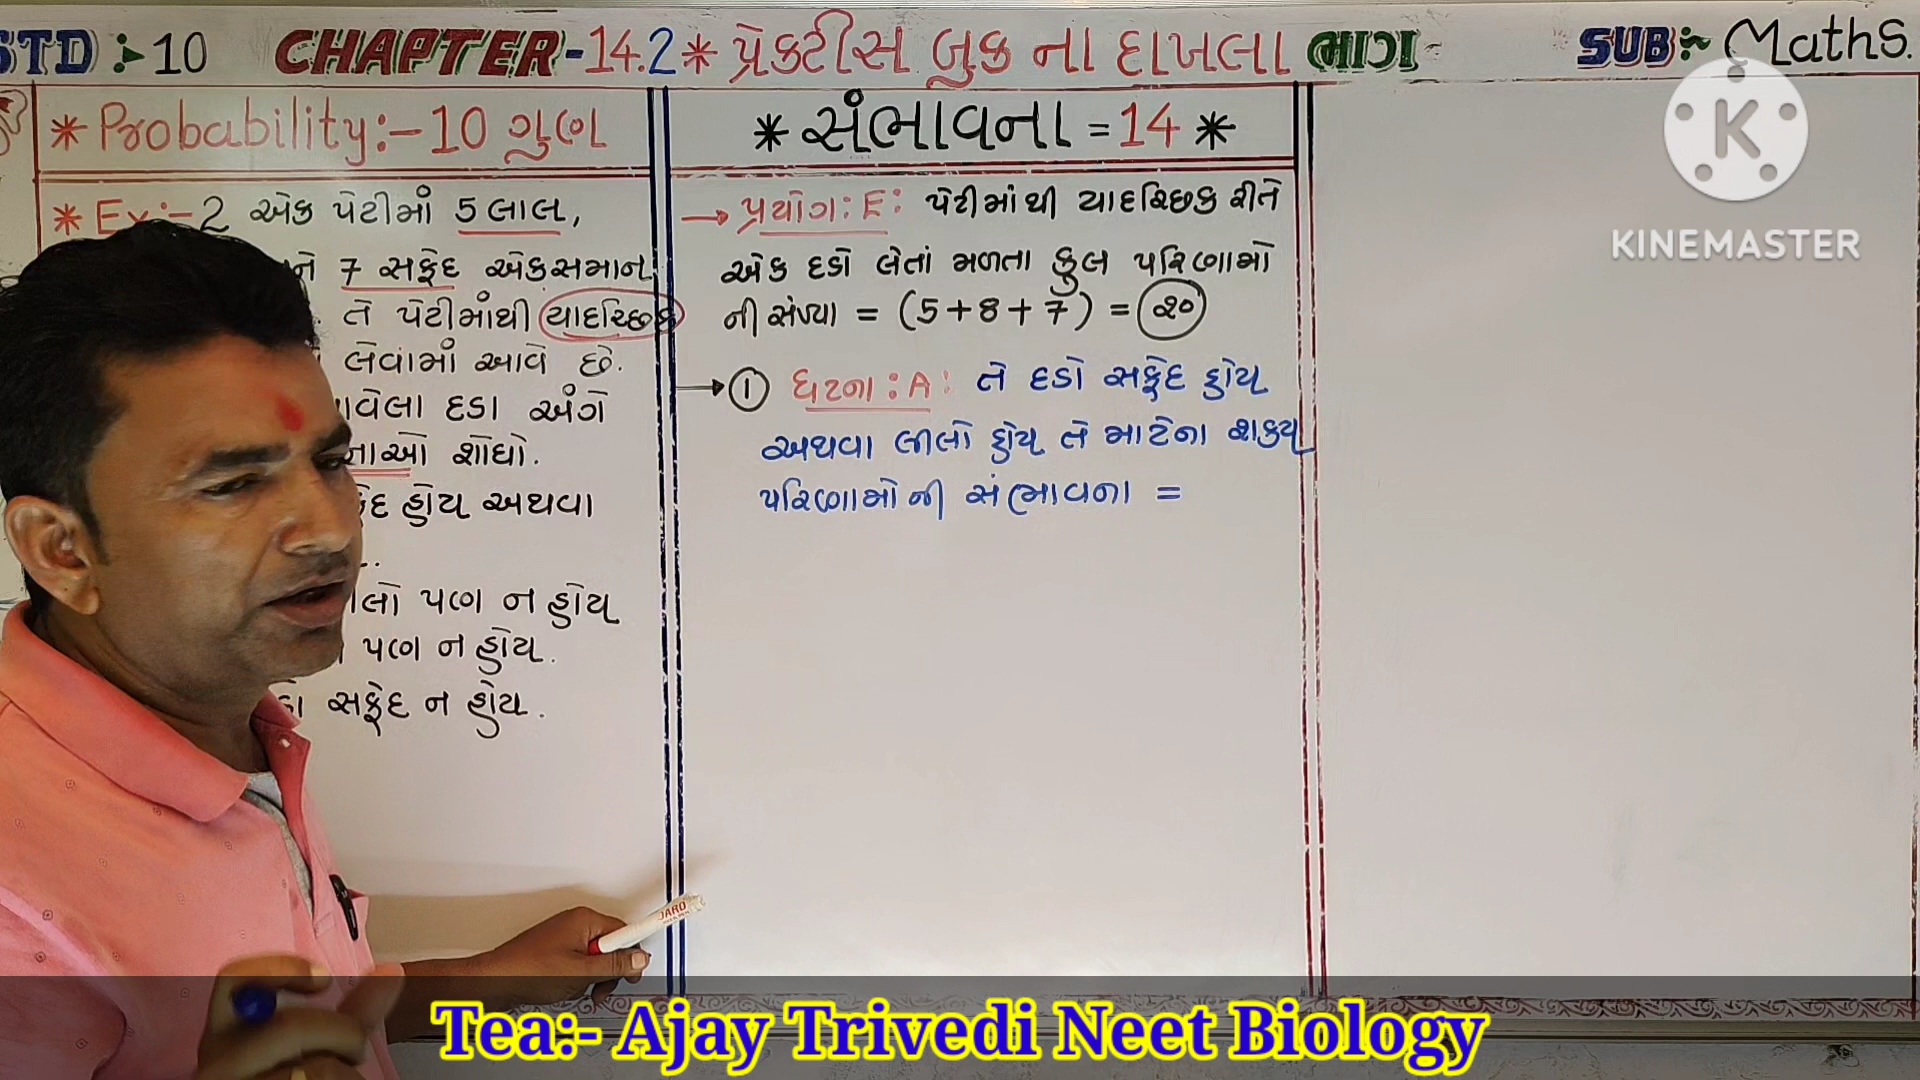 STD :- 10 CHAPTER-14.2 * પ્રેક્ટીસ બુક ના દાખલા ભાગ- SUB:~ Maths.
* Probability:- 10 ગુણ
* Ex:- 2 એક પેટીમાં 5 લાલ,
ને 7 સફેદ એકસમાન
તે પેટીમાંથી યાદચ્છિક
લેવામાં આવે છે.
વેલા દડા અંગે
ઓ શોધો.
હોય અથવા
લો પણ ન હોય
પણ ન હોય.
સફેદ ન હોય.
* સંભાવના = 14 *
→ પ્રયોગ: E: પેટીમાંથી યાદચ્છિક રીતે
એક દડો લેતાં મળતા કુલ પરિણામો
ની સંખ્યા = (5+8+7) = ૨૦
→ ① ઘટના: A: તે દડો સફેદ હોય
અથવા લીલો હોય તે માટેના શક્ય
પરિણામોની સંભાવના =
K
KINEMASTER
Tea:- Ajay Trivedi Neet Biology